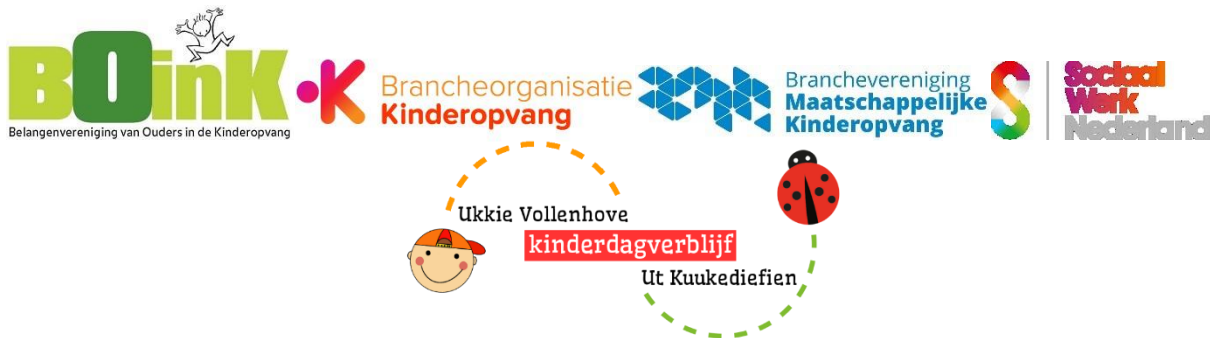 BOinK
Belangenvereniging van Ouders in de Kinderopvang
Brancheorganisatie
Kinderopvang
Branchevereniging
Maatschappelijke
Kinderopvang
Sociaal
Werk
Nederland
Ukkie Vollenhove
kinderdagverblijf
Ut Kuukediefien